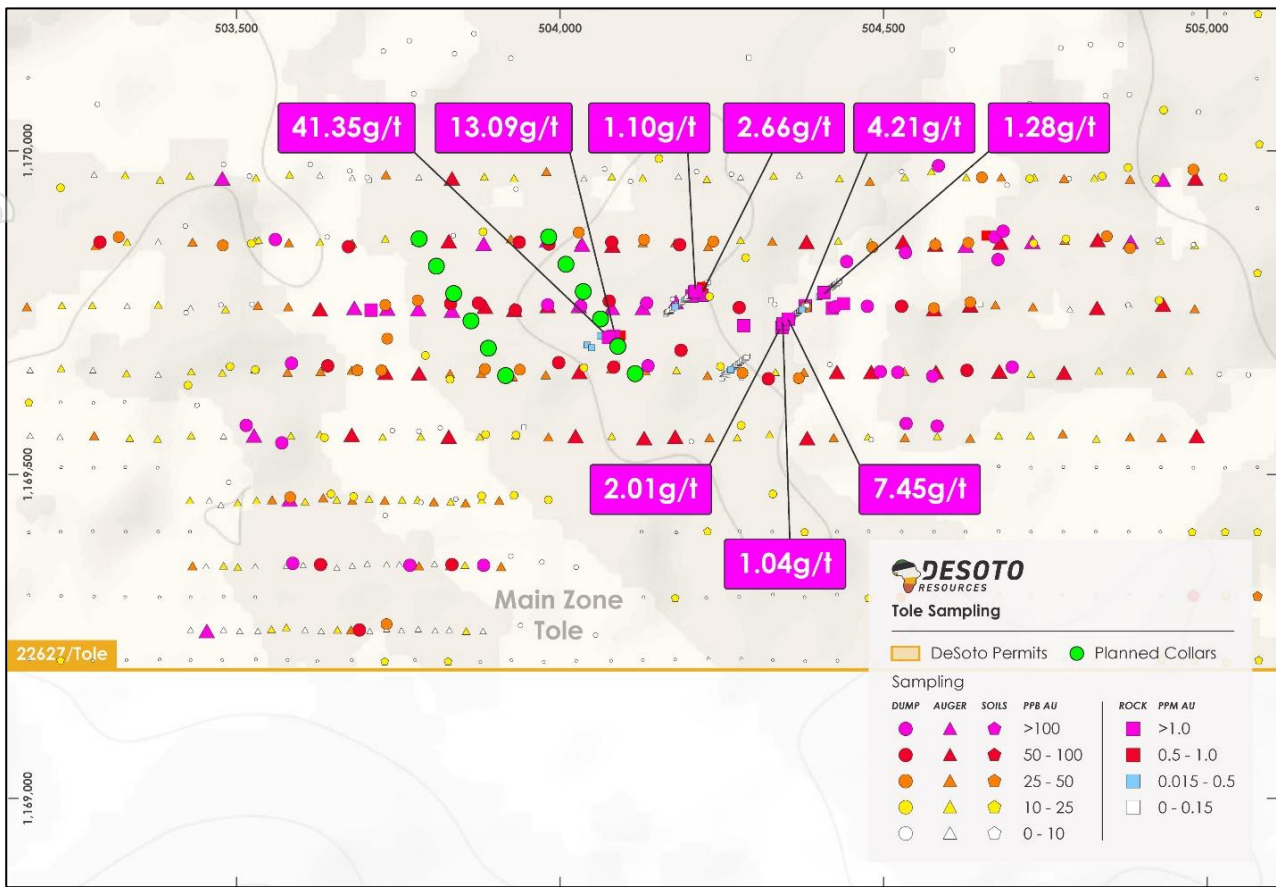 503,500 504,000 504,500 505,000
41.35g/t 13.09g/t 1.10g/t 2.66g/t 4.21g/t 1.28g/t
1,170,000
1,169,500
2.01g/t 7.45g/t
1.04g/t
Main Zone
Tole
22627/Tole
1,169,000
DESOTO
RESOURCES
Tole Sampling
DeSoto Permits Planned Collars
Sampling
DUMP AUGER SOILS PPB AU ROCK PPM AU
>100 >1.0
50 - 100 0.5 - 1.0
25 - 50 0.015 - 0.5
10 - 25 0 - 0.15
0 - 10